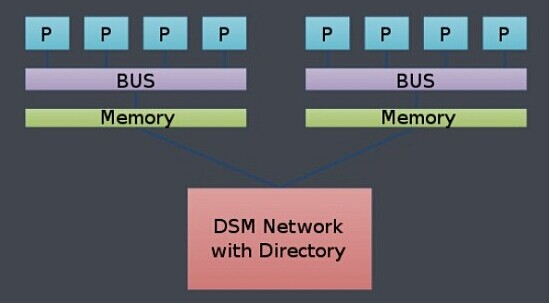 P P P P P P P P
BUS BUS
Memory Memory
DSM Network
with Directory